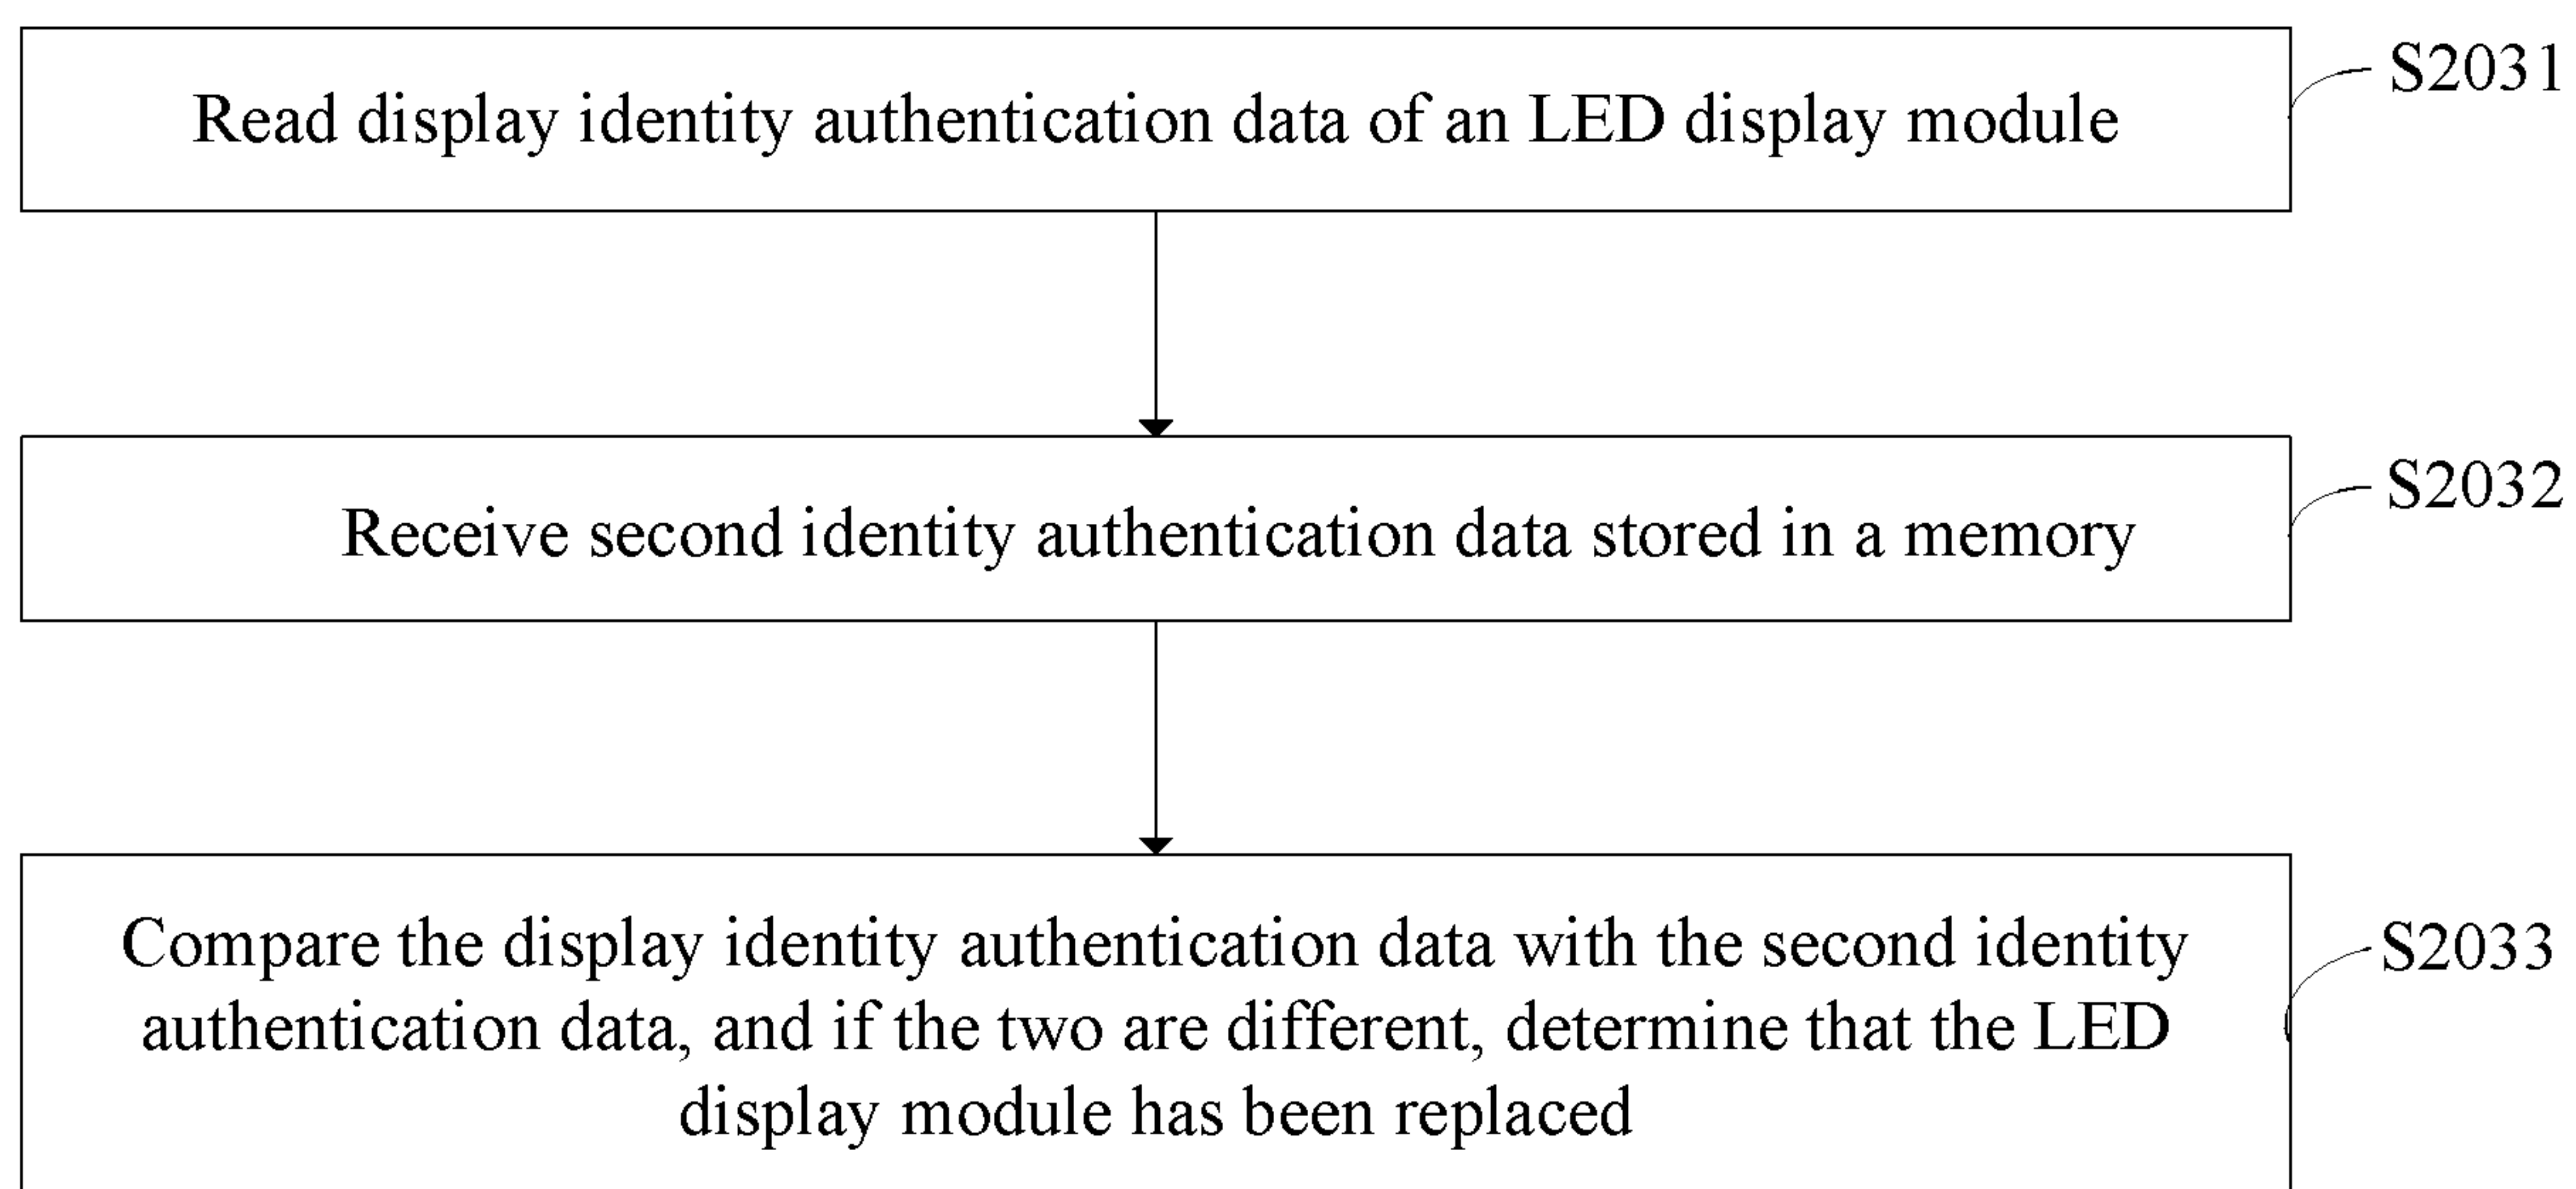 Read display identity authentication data of an LED display module
S2031
Receive second identity authentication data stored in a memory
S2032
Compare the display identity authentication data with the second identity
authentication data, and if the two are different, determine that the LED
display module has been replaced
S2033